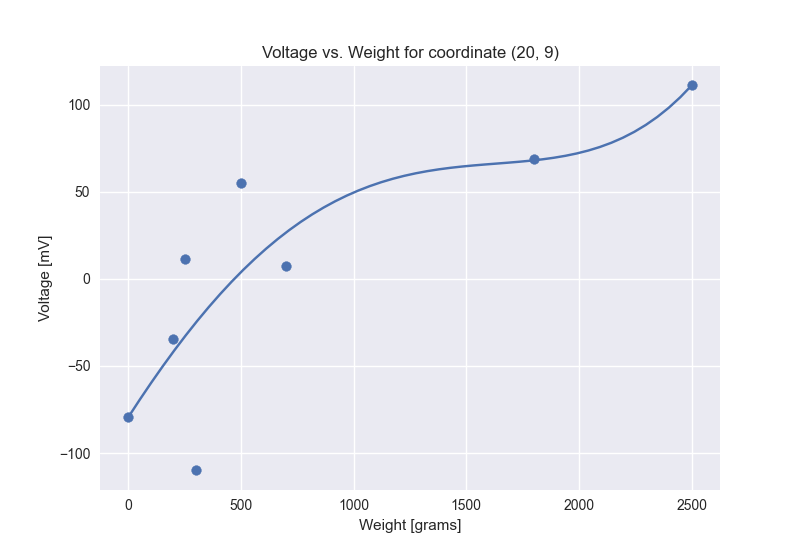 Voltage vs. Weight for coordinate (20, 9)
100
50
0
−50
−100
Voltage [mV]
0 500 1000 1500 2000 2500
Weight [grams]